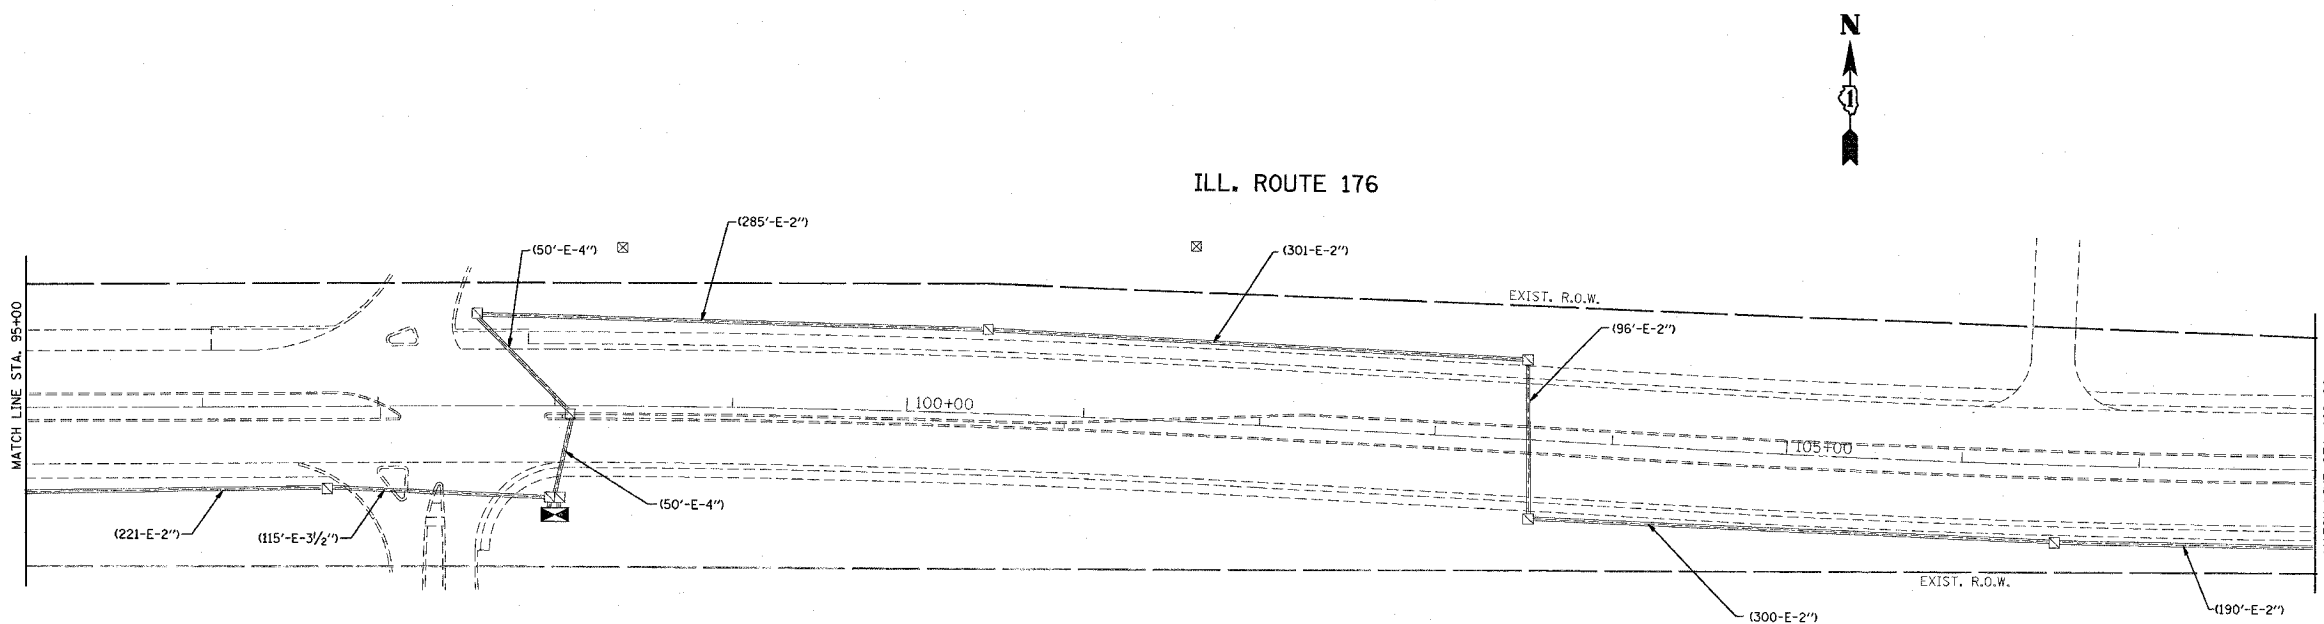 N
1
ILL. ROUTE 176
(285'-E-2")
(50'-E-4")
(301-E-2")
EXIST. R.O.W.
(96'-E-2")
MATCH LINE STA. 95+00
100+00
105+00
(50'-E-4")
(221-E-2")
(115'-E-3½")
EXIST. R.O.W.
(300-E-2")
(190'-E-2")